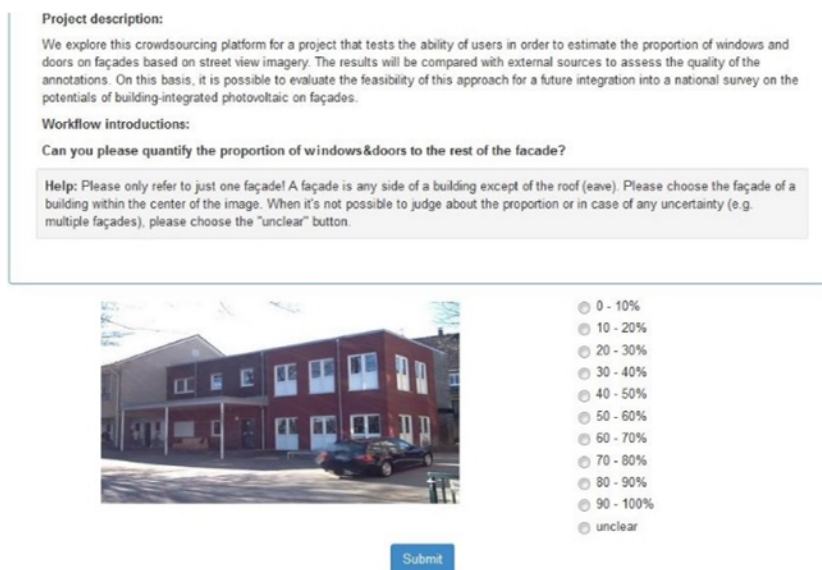 Project description:
We explore this crowdsourcing platform for a project that tests the ability of users in order to estimate the proportion of windows and
doors on façades based on street view imagery. The results will be compared with external sources to assess the quality of the
annotations. On this basis, it is possible to evaluate the feasibility of this approach for a future integration into a national survey on the
potentials of building-integrated photovoltaic on façades.
Workflow introductions:
Can you please quantify the proportion of windows&doors to the rest of the facade?
Help: Please only refer to just one façade! A façade is any side of a building except of the roof (eave). Please choose the façade of a
building within the center of the image. When it's not possible to judge about the proportion or in case of any uncertainty (e.g.
multiple façades), please choose the "unclear" button.
0 - 10%
10 - 20%
20 - 30%
30 - 40%
40 - 50%
50 - 60%
60 - 70%
70 - 80%
80 - 90%
90 - 100%
unclear
Submit